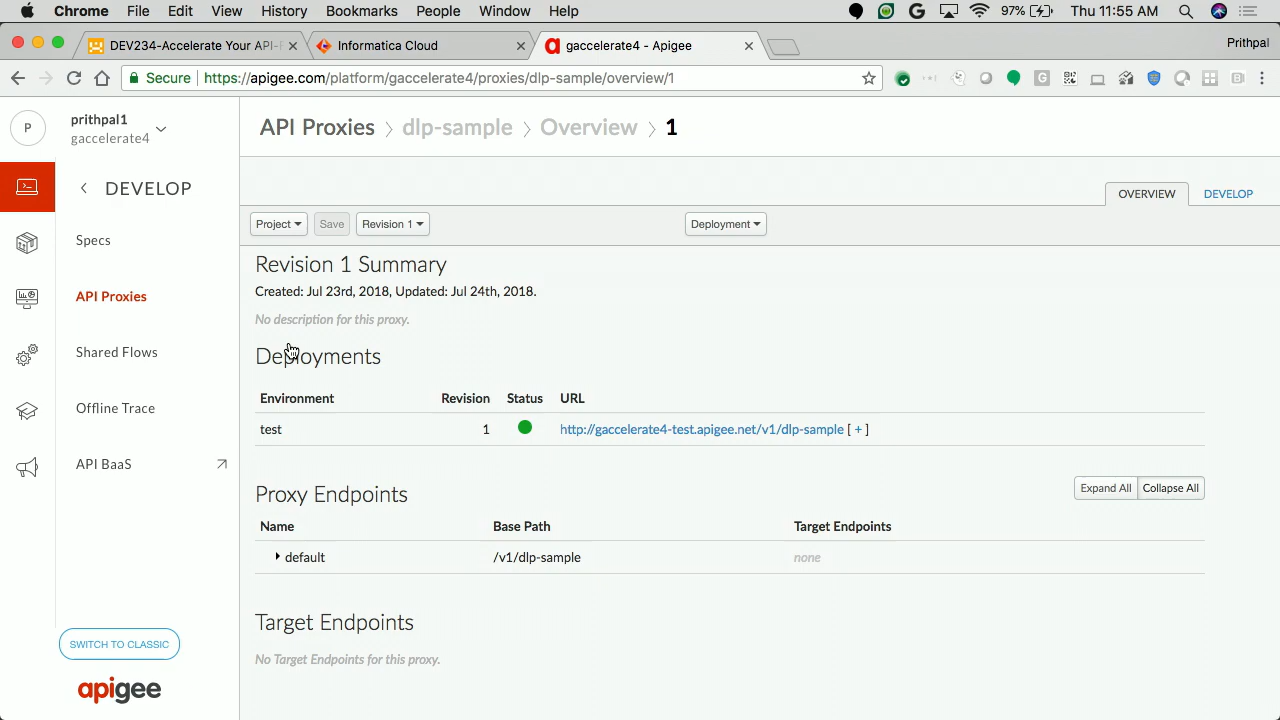 Chrome File Edit View History Bookmarks People Window Help 97% Thu 11:55 AM
DEV234-Accelerate Your API-F Informatica Cloud gaccelerate4 - Apigee Prithpal
Secure https://apigee.com/platform/gaccelerate4/proxies/dlp-sample/overview/1
P prithpal1
gaccelerate4
API Proxies dlp-sample Overview 1
DEVELOP
OVERVIEW DEVELOP
Project Save Revision 1 Deployment
Specs
API Proxies
Shared Flows
Offline Trace
API BaaS
SWITCH TO CLASSIC
apigee
Revision 1 Summary
Created: Jul 23rd, 2018, Updated: Jul 24th, 2018.
No description for this proxy.
Deployments
Environment Revision Status URL
test 1 http://gaccelerate4-test.apigee.net/v1/dlp-sample [ + ]
Proxy Endpoints Expand All Collapse All
Name Base Path Target Endpoints
default /v1/dlp-sample none
Target Endpoints
No Target Endpoints for this proxy.